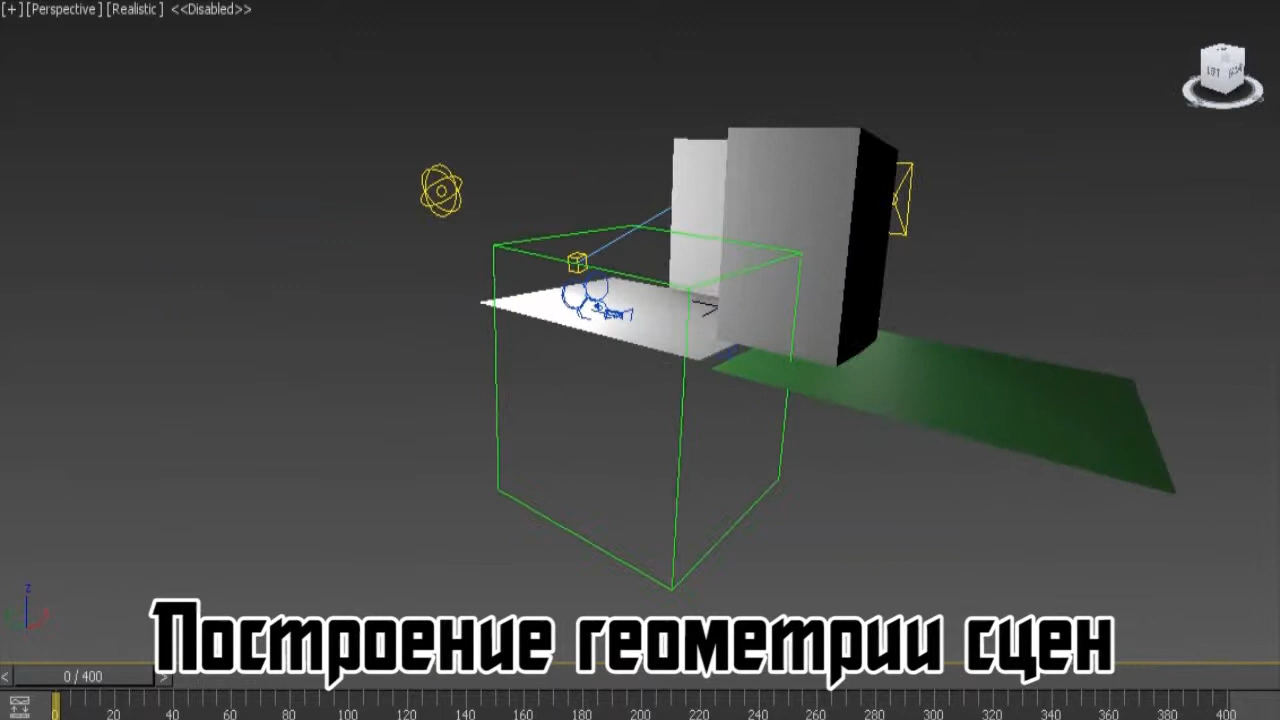 [+][Perspective][Realistic] <<Disabled>>
LEFT
Построение геометрии сцен
z
< 0 / 400 >
0 20 40 60 80 100 120 140 160 180 200 220 240 260 280 300 320 340 360 380 400